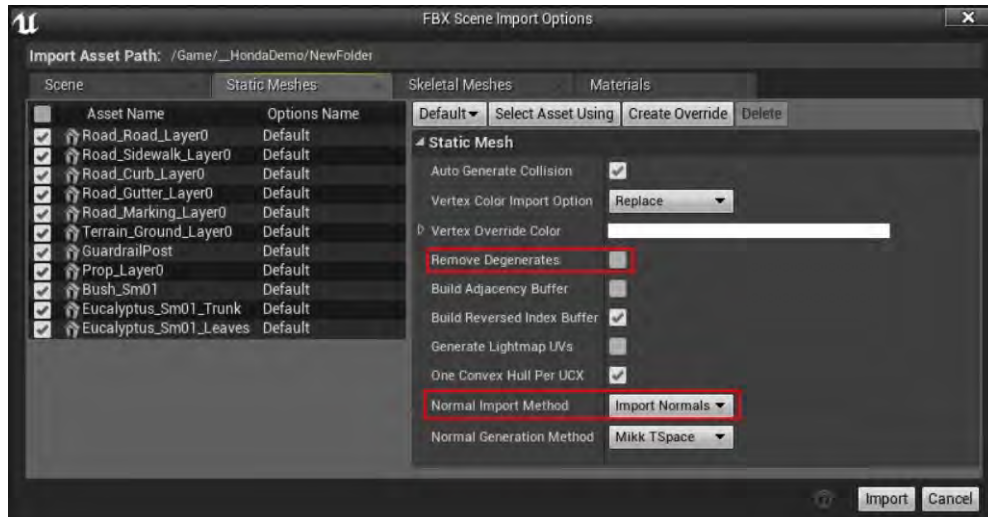 FBX Scene Import Options
Import Asset Path: /Game/__HondaDemo/NewFolder
Scene Static Meshes Skeletal Meshes Materials
Asset Name Options Name
Road_Road_Layer0 Default
Road_Sidewalk_Layer0 Default
Road_Curb_Layer0 Default
Road_Gutter_Layer0 Default
Road_Marking_Layer0 Default
Terrain_Ground_Layer0 Default
GuardrailPost Default
Prop_Layer0 Default
Bush_Sm01 Default
Eucalyptus_Sm01_Trunk Default
Eucalyptus_Sm01_Leaves Default
Default Select Asset Using Create Override Delete
Static Mesh
Auto Generate Collision
Vertex Color Import Option Replace
Vertex Override Color
Remove Degenerates
Build Adjacency Buffer
Build Reversed Index Buffer
Generate Lightmap UVs
One Convex Hull Per UCX
Normal Import Method Import Normals
Normal Generation Method Mikk TSpace
Import Cancel